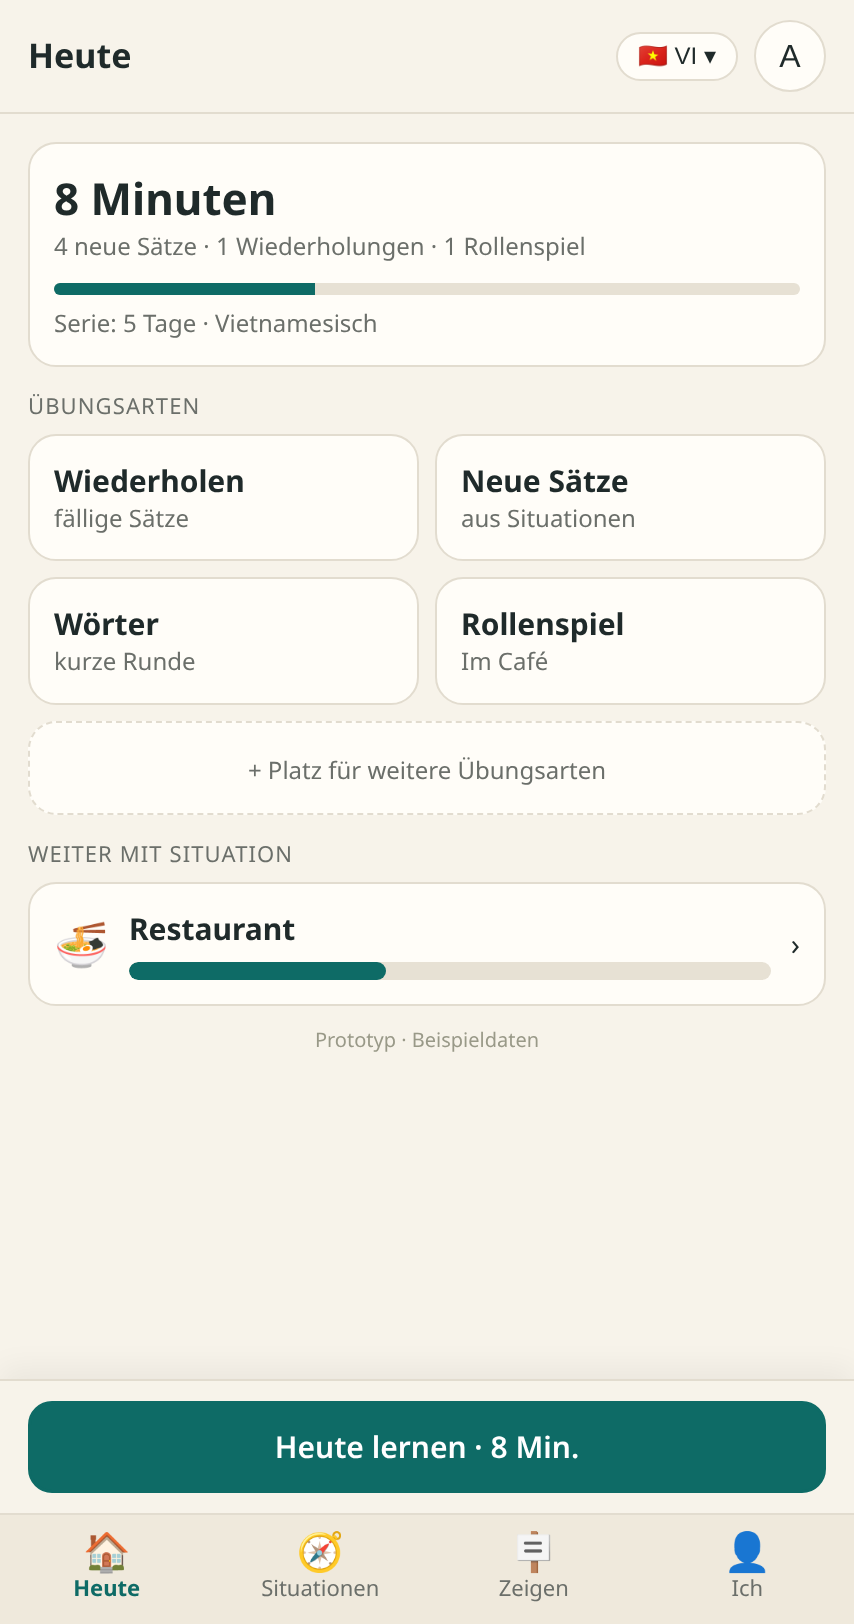 Heute
VI ▾
A
8 Minuten
4 neue Sätze · 1 Wiederholungen · 1 Rollenspiel
Serie: 5 Tage · Vietnamesisch
ÜBUNGSARTEN
Wiederholen
fällige Sätze
Neue Sätze
aus Situationen
Wörter
kurze Runde
Rollenspiel
Im Café
+ Platz für weitere Übungsarten
WEITER MIT SITUATION
Restaurant
Prototyp · Beispieldaten
Heute lernen · 8 Min.
Heute
Situationen
Zeigen
Ich